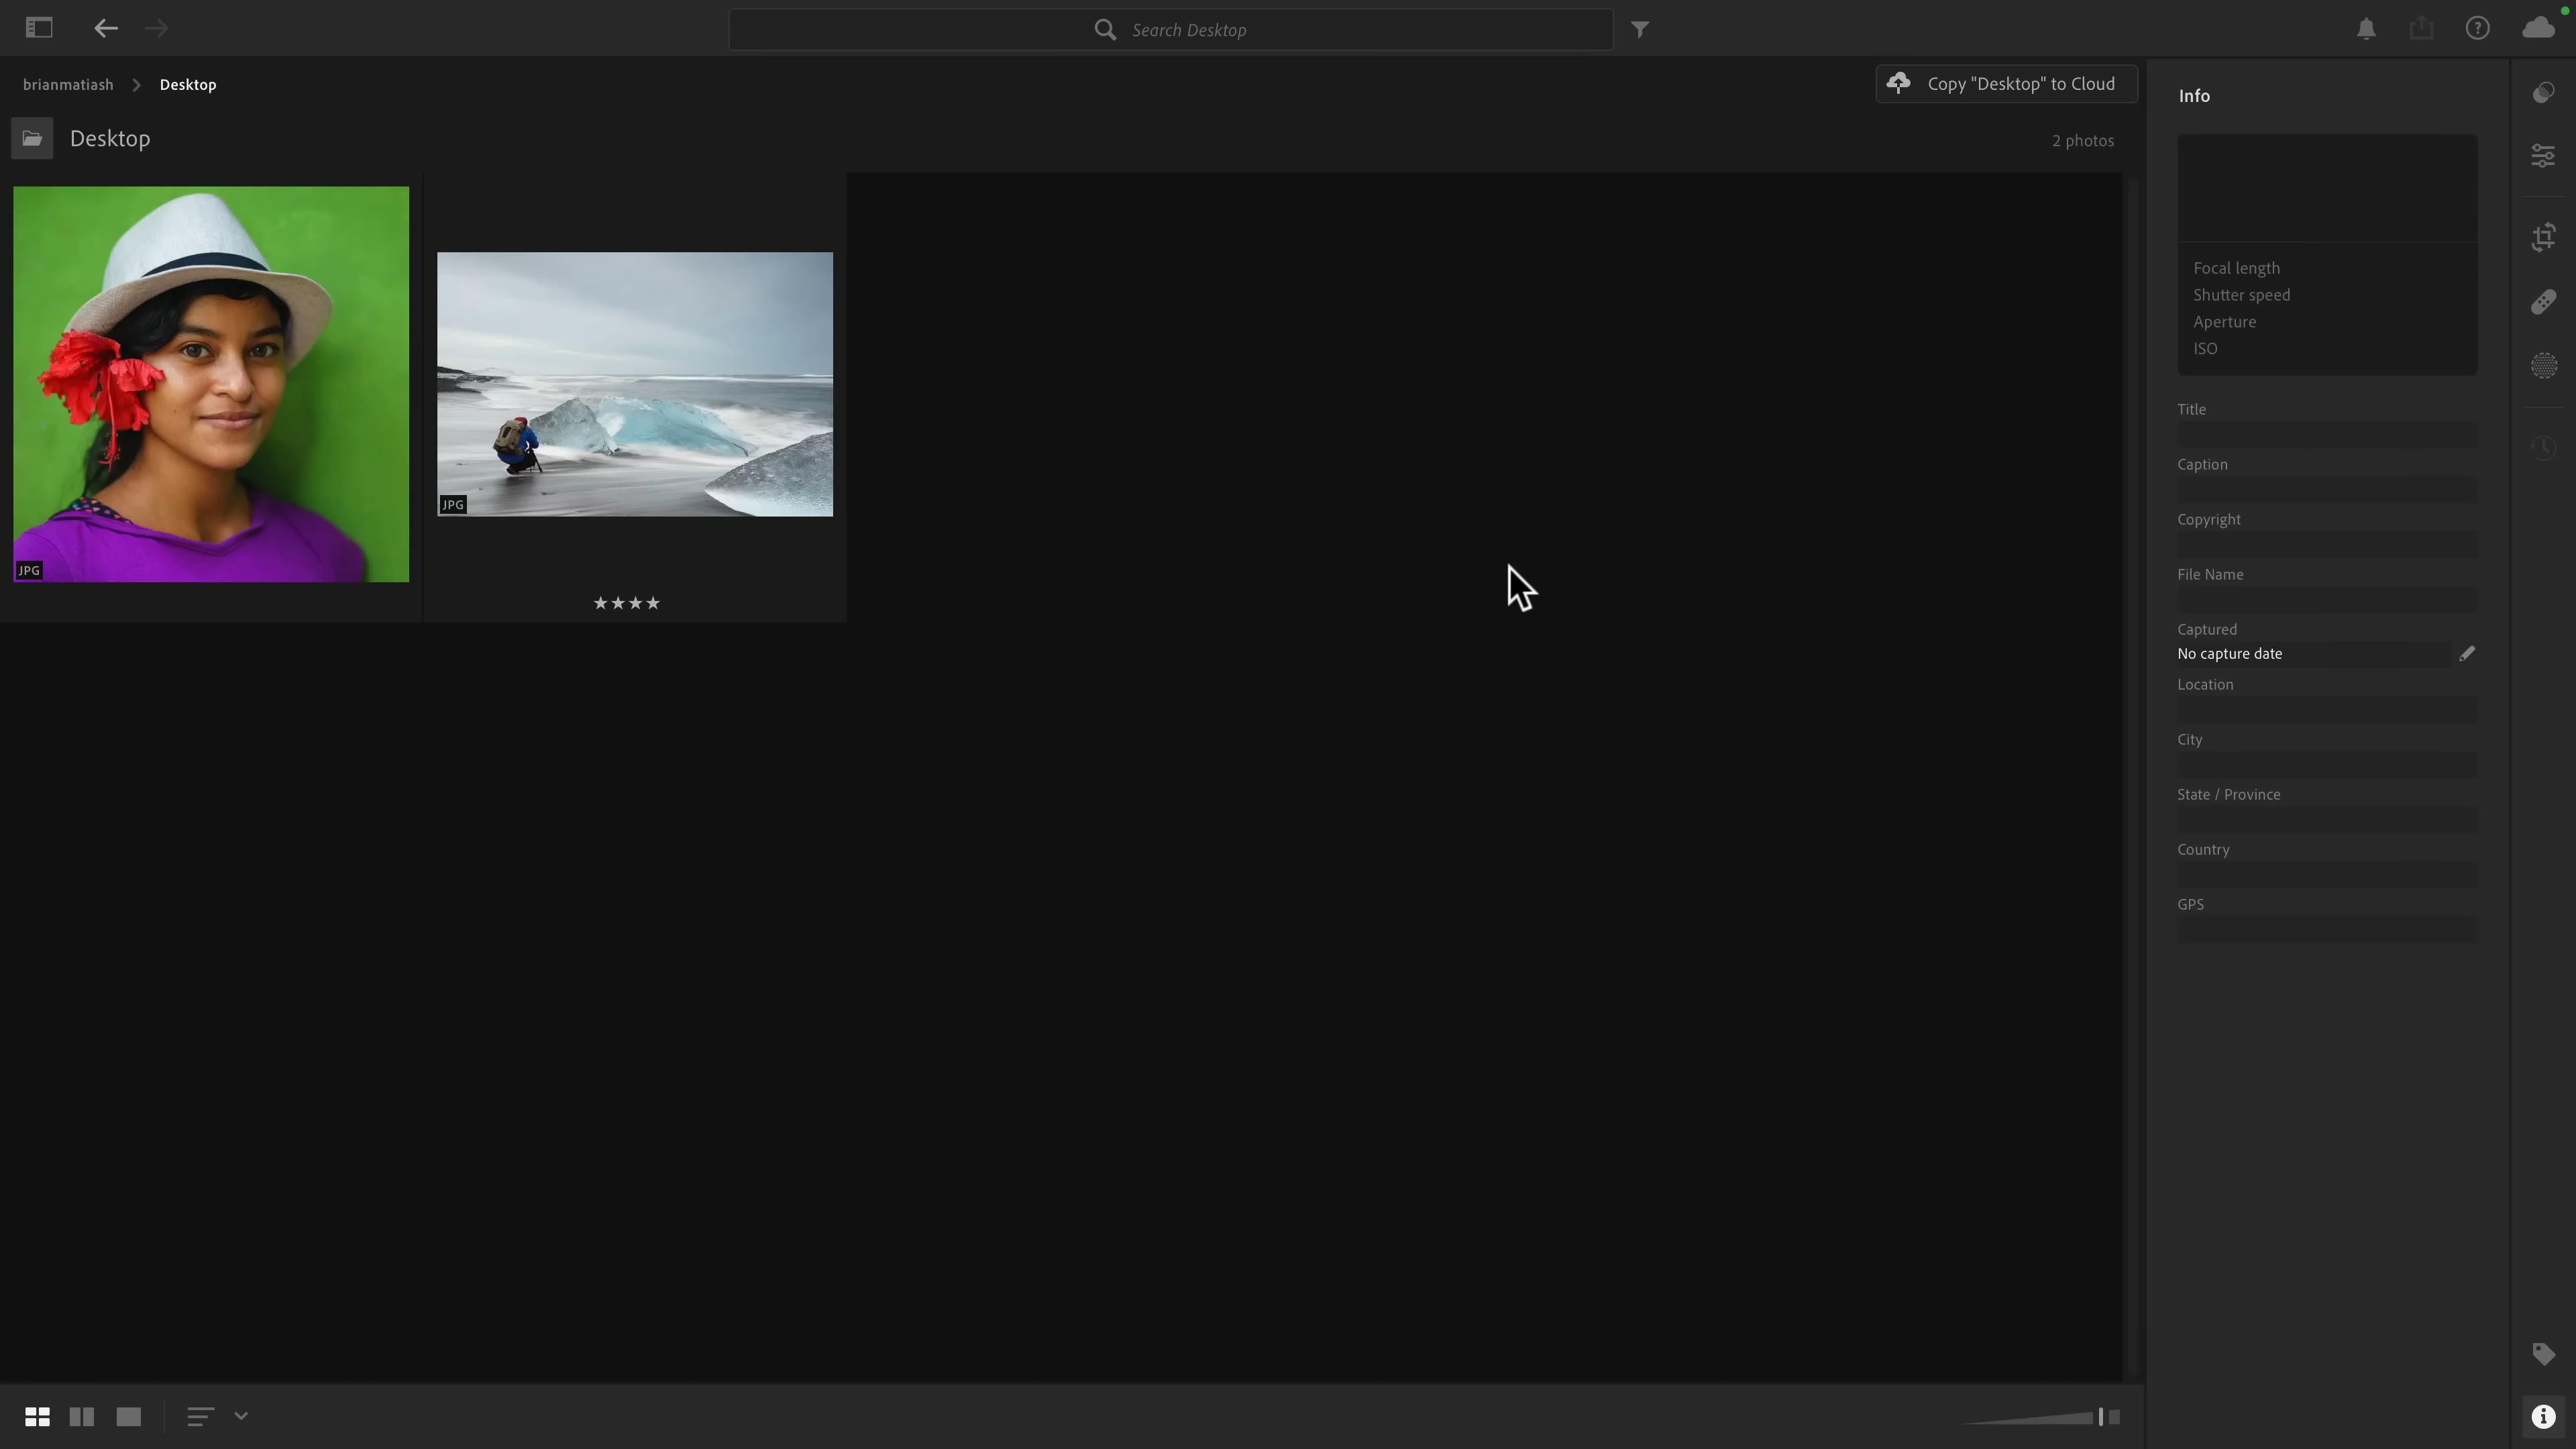 Search Desktop
brianmatiash > Desktop
Copy "Desktop" to Cloud
Desktop
2 photos
JPG
JPG
★★★★
Info
Focal length
Shutter speed
Aperture
ISO
Title
Caption
Copyright
File Name
Captured
No capture date
Location
City
State / Province
Country
GPS